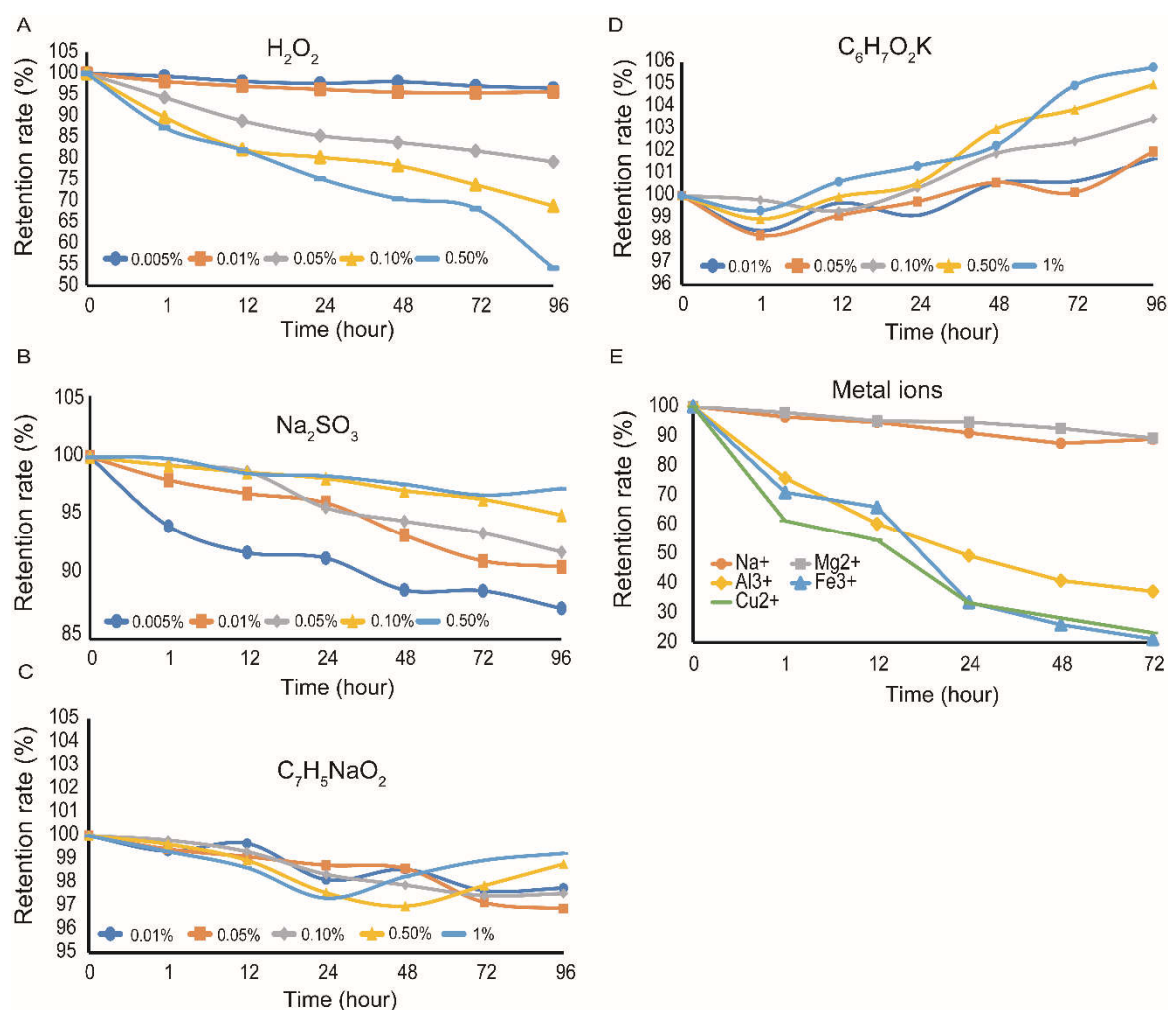 A
H2O2
Retention rate (%)
105
100
95
90
85
80
75
70
65
60
55
50
0.005% 0.01% 0.05% 0.10% 0.50%
0 1 12 24 48 72 96
Time (hour)
B
Na2SO3
Retention rate (%)
105
100
95
90
85
0.005% 0.01% 0.05% 0.10% 0.50%
0 1 12 24 48 72 96
Time (hour)
C
C7H5NaO2
Retention rate (%)
105
104
103
102
101
100
99
98
97
96
95
0.01% 0.05% 0.10% 0.50% 1%
0 1 12 24 48 72 96
Time (hour)
D
C6H7O2K
Retention rate (%)
106
105
104
103
102
100
99
98
97
96
0.01% 0.05% 0.10% 0.50% 1%
0 1 12 24 48 72 96
Time (hour)
E
Metal ions
Retention rate (%)
100
90
80
70
60
50
40
30
20
Na+ Mg2+
Al3+ Fe3+
Cu2+
0 1 12 24 48 72
Time (hour)